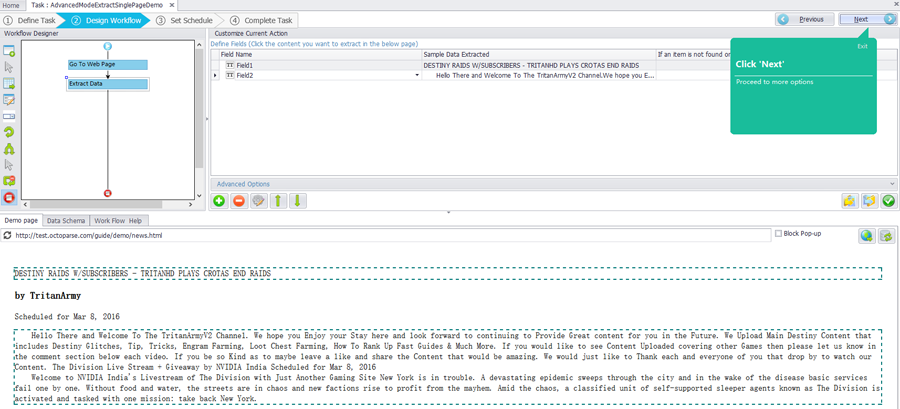 Home Task : AdvancedModeExtractSinglePageDemo ✕
1 Define Task 2 Design Workflow 3 Set Schedule 4 Complete Task Previous Next
Workflow Designer Customize Current Action
Define Fields (Click the content you want to extract in the below page)
Field Name Sample Data Extracted If an item is not found or
Field1 DESTINY RAIDS W/SUBSCRIBERS - TRITANHD PLAYS CROTAS END RAIDS
Field2 Hello There and Welcome To The TritanArmyV2 Channel.We hope you E...
Go To Web Page
Extract Data
Exit
Click 'Next'
Proceed to more options
Advanced Options
Demo page Data Schema Work Flow Help
http://test.octoparse.com/guide/demo/news.html Block Pop-up
DESTINY RAIDS W/SUBSCRIBERS - TRITANHD PLAYS CROTAS END RAIDS
by TritanArmy
Scheduled for Mar 8, 2016
Hello There and Welcome To The TritanArmyV2 Channel. We hope you Enjoy your Stay here and look forward to continuing to Provide Great content for you in the Future. We Upload Main Destiny Content that
includes Destiny Glitches, Tip, Tricks, Engram Farming, Loot Chest Farming, How To Rank Up Fast Guides & Much More. If you would like to see Content Uploaded covering other Games then please let us know in
the comment section below each video. If you be so Kind as to maybe leave a like and share the Content that would be amazing. We would just like to Thank each and everyone of you that drop by to watch our
Content. The Division Live Stream + Giveaway by NVIDIA India Scheduled for Mar 8, 2016
Welcome to NVIDIA India's Livestream of The Division with Just Another Gaming Site New York is in trouble. A devastating epidemic sweeps through the city and in the wake of the disease basic services
fail one by one. Without food and water, the streets are in chaos and new factions rise to profit from the mayhem. Amid the chaos, a classified unit of self-supported sleeper agents known as The Division is
activated and tasked with one mission: take back New York.